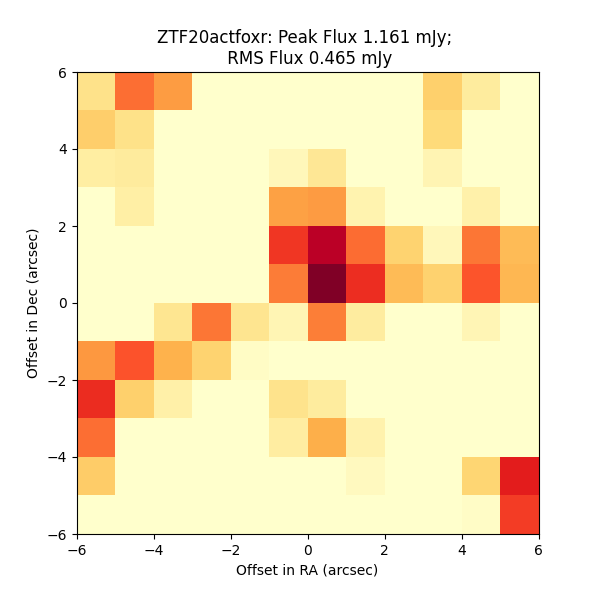 ZTF20actfoxr: Peak Flux 1.161 mJy;
RMS Flux 0.465 mJy
6
4
2
0
−2
−4
−6
Offset in Dec (arcsec)
−6 −4 −2 0 2 4 6
Offset in RA (arcsec)